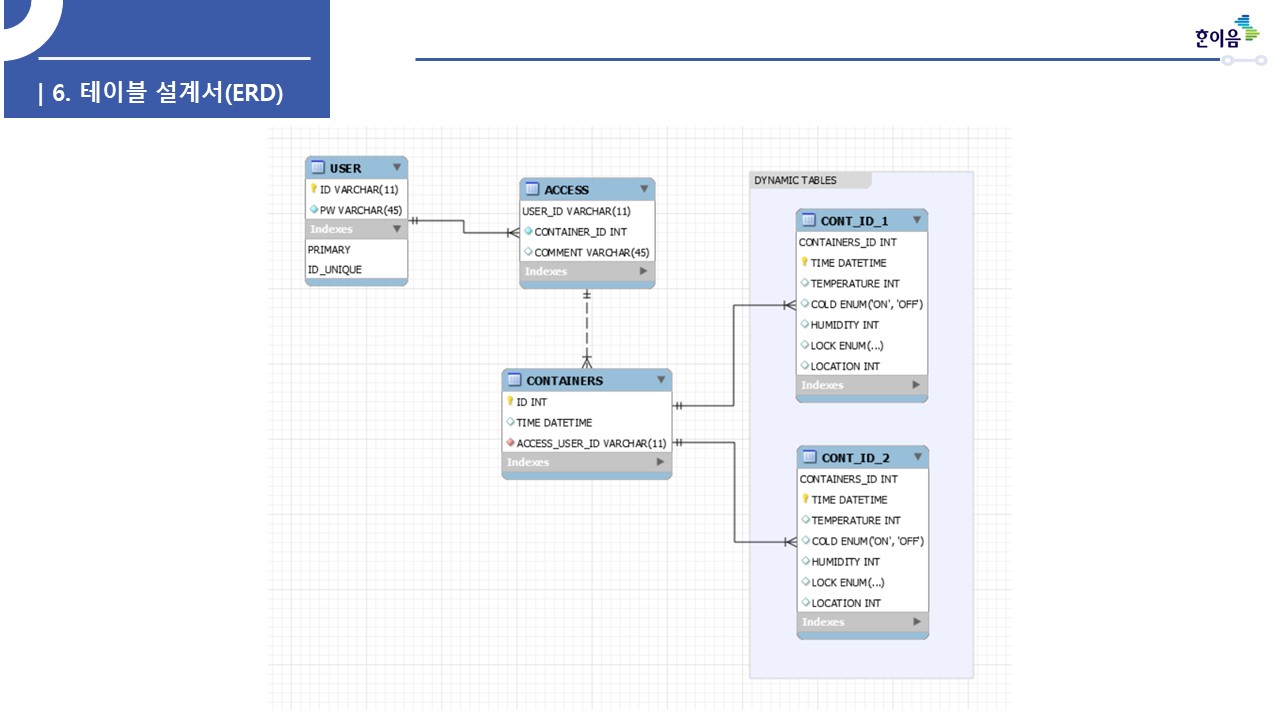 | 6. 테이블 설계서(ERD)
한이음
USER
ID VARCHAR(11)
PW VARCHAR(45)
Indexes
PRIMARY
ID_UNIQUE
ACCESS
USER_ID VARCHAR(11)
CONTAINER_ID INT
COMMENT VARCHAR(45)
Indexes
CONTAINERS
ID INT
TIME DATETIME
ACCESS_USER_ID VARCHAR(11)
Indexes
DYNAMIC TABLES
CONT_ID_1
CONTAINERS_ID INT
TIME DATETIME
TEMPERATURE INT
COLD ENUM('ON', 'OFF')
HUMIDITY INT
LOCK ENUM(...)
LOCATION INT
Indexes
CONT_ID_2
CONTAINERS_ID INT
TIME DATETIME
TEMPERATURE INT
COLD ENUM('ON', 'OFF')
HUMIDITY INT
LOCK ENUM(...)
LOCATION INT
Indexes